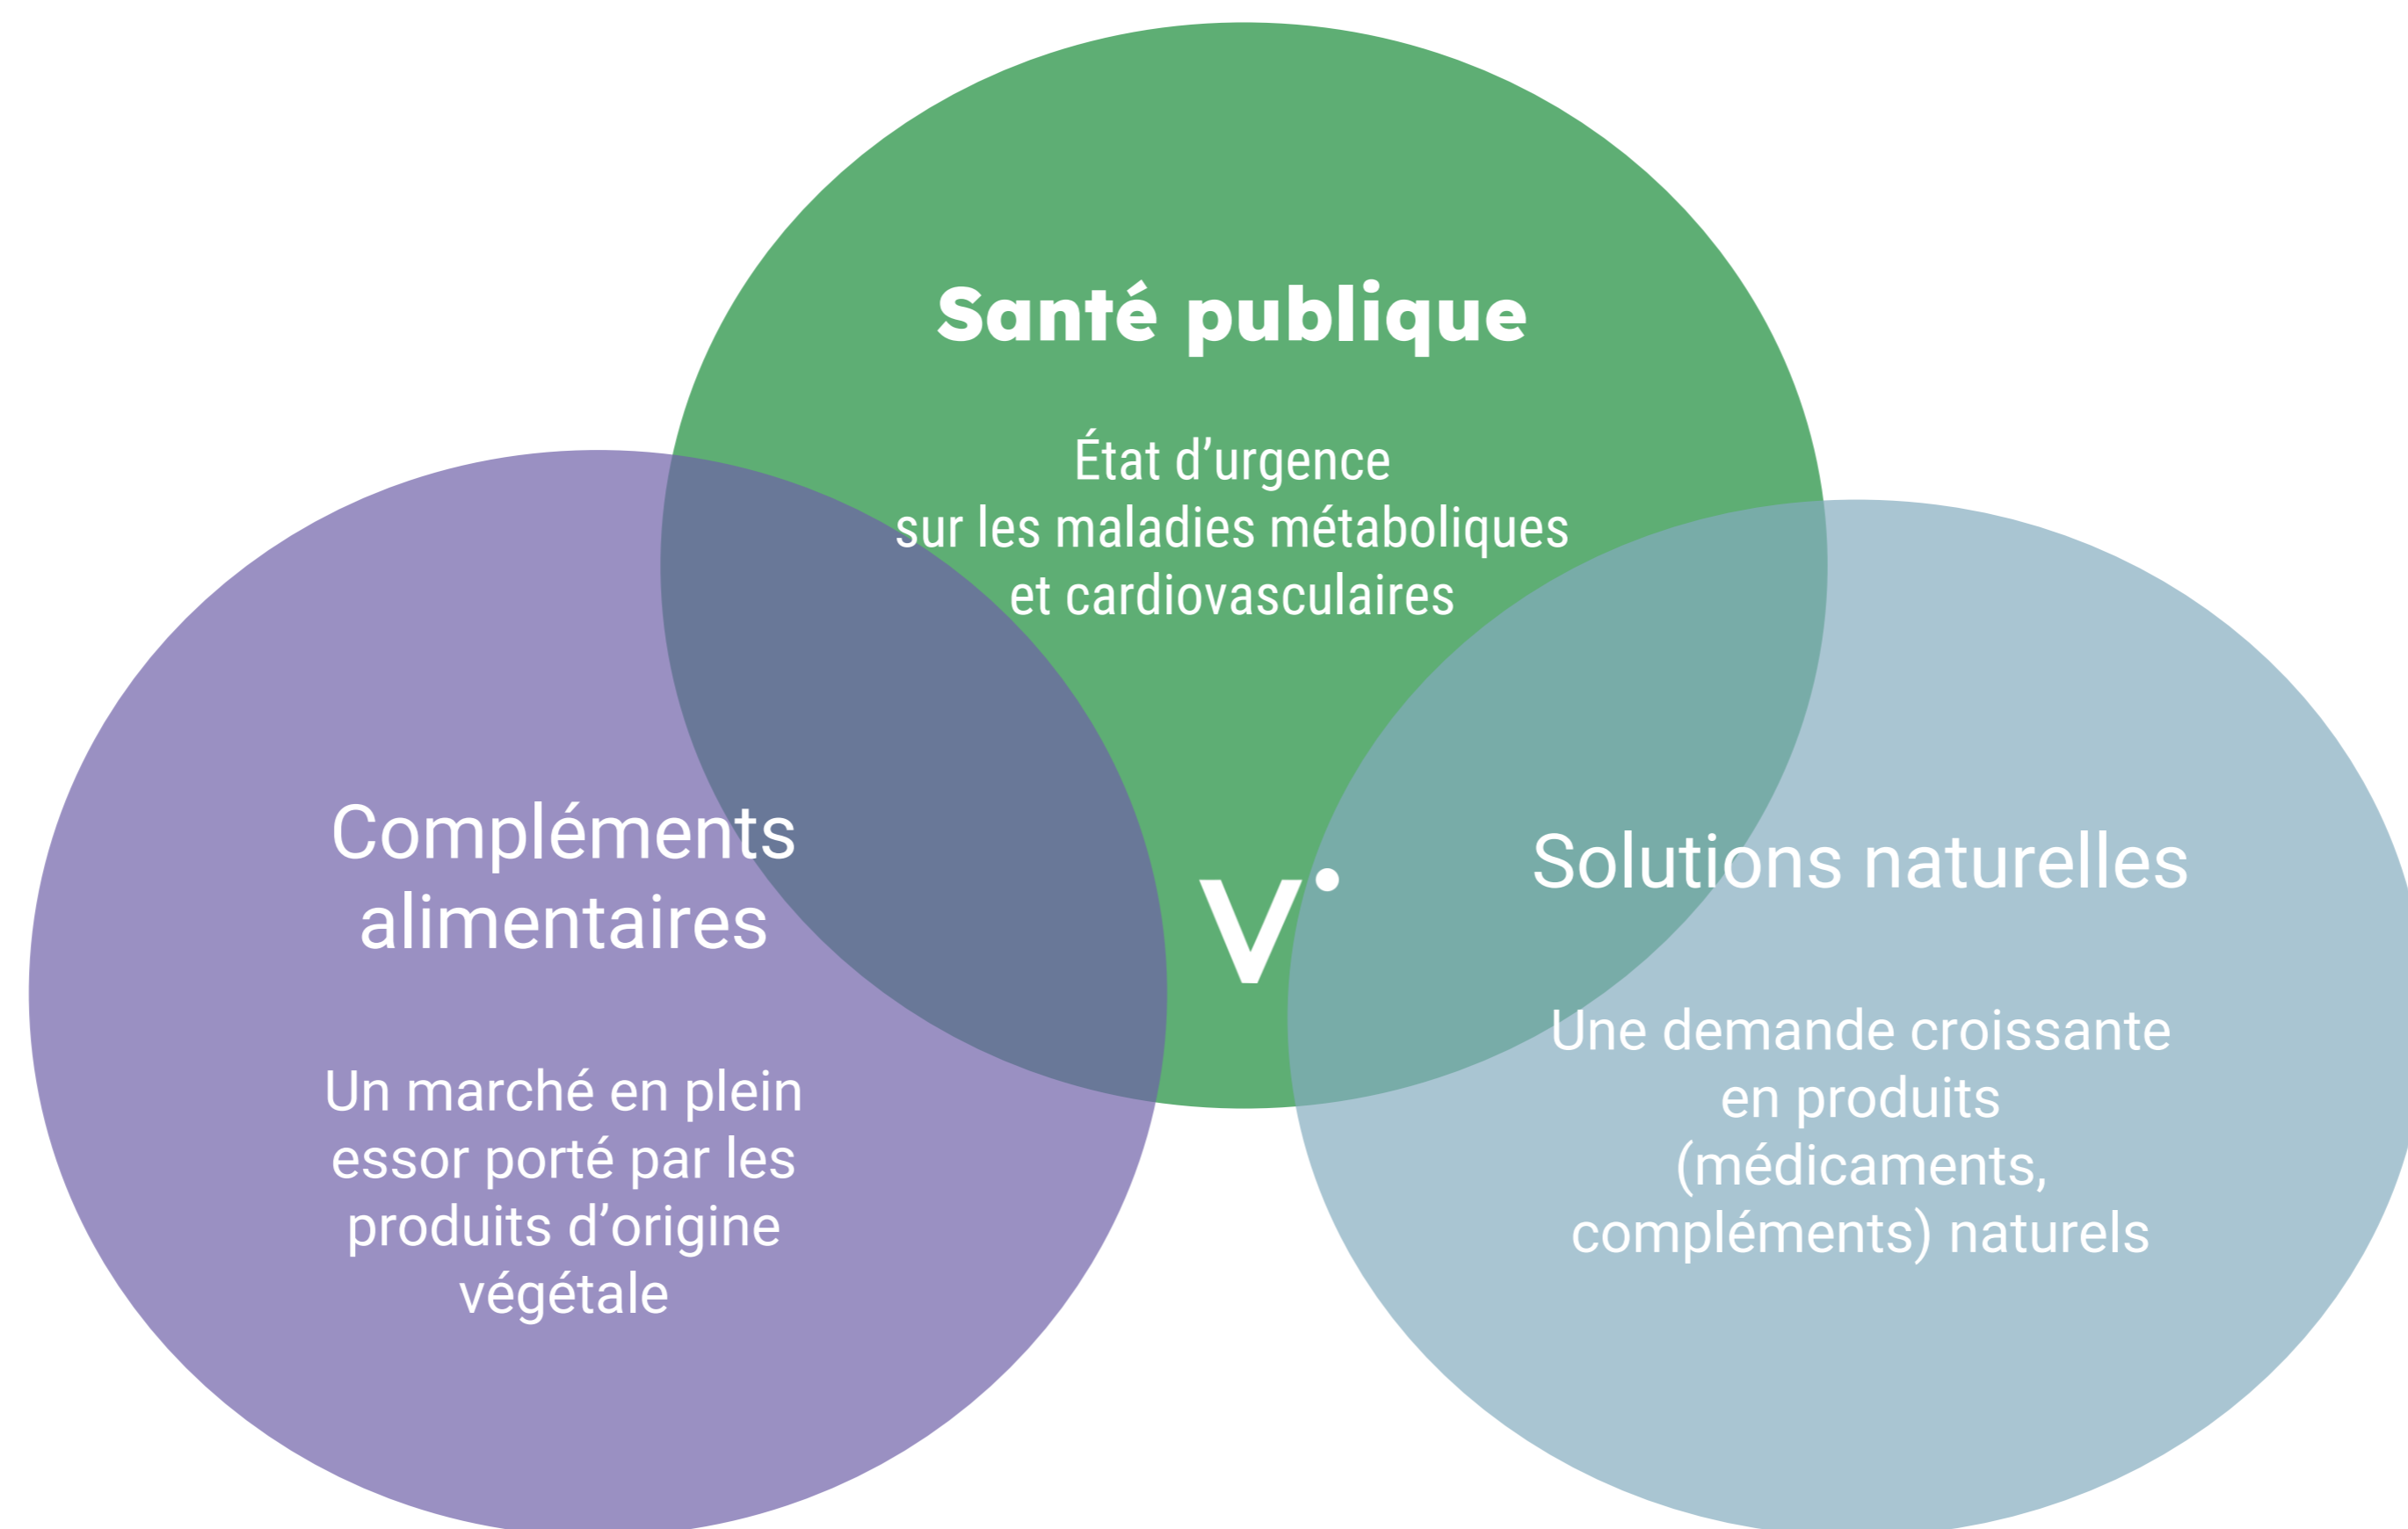 Santé publique
État d’urgence
sur les maladies métaboliques
et cardiovasculaires
Compléments
alimentaires
Un marché en plein
essor porté par les
produits d’origine
végétale
v
Solutions naturelles
Une demande croissante
en produits
(médicaments,
compléments) naturels